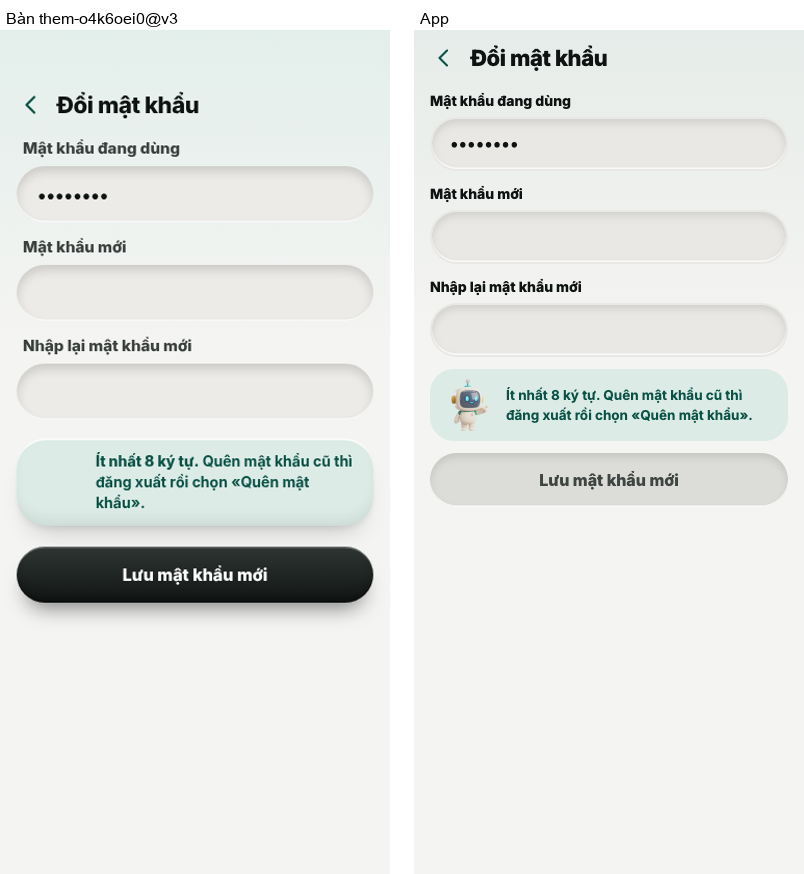 Bản them-o4k6oei0@v3
Đổi mật khẩu
Mật khẩu đang dùng
••••••••
Mật khẩu mới
Nhập lại mật khẩu mới
Ít nhất 8 ký tự. Quên mật khẩu cũ thì
đăng xuất rồi chọn «Quên mật
khẩu».
Lưu mật khẩu mới
App
Đổi mật khẩu
Mật khẩu đang dùng
••••••••
Mật khẩu mới
Nhập lại mật khẩu mới
Ít nhất 8 ký tự. Quên mật khẩu cũ thì
đăng xuất rồi chọn «Quên mật khẩu».
Lưu mật khẩu mới